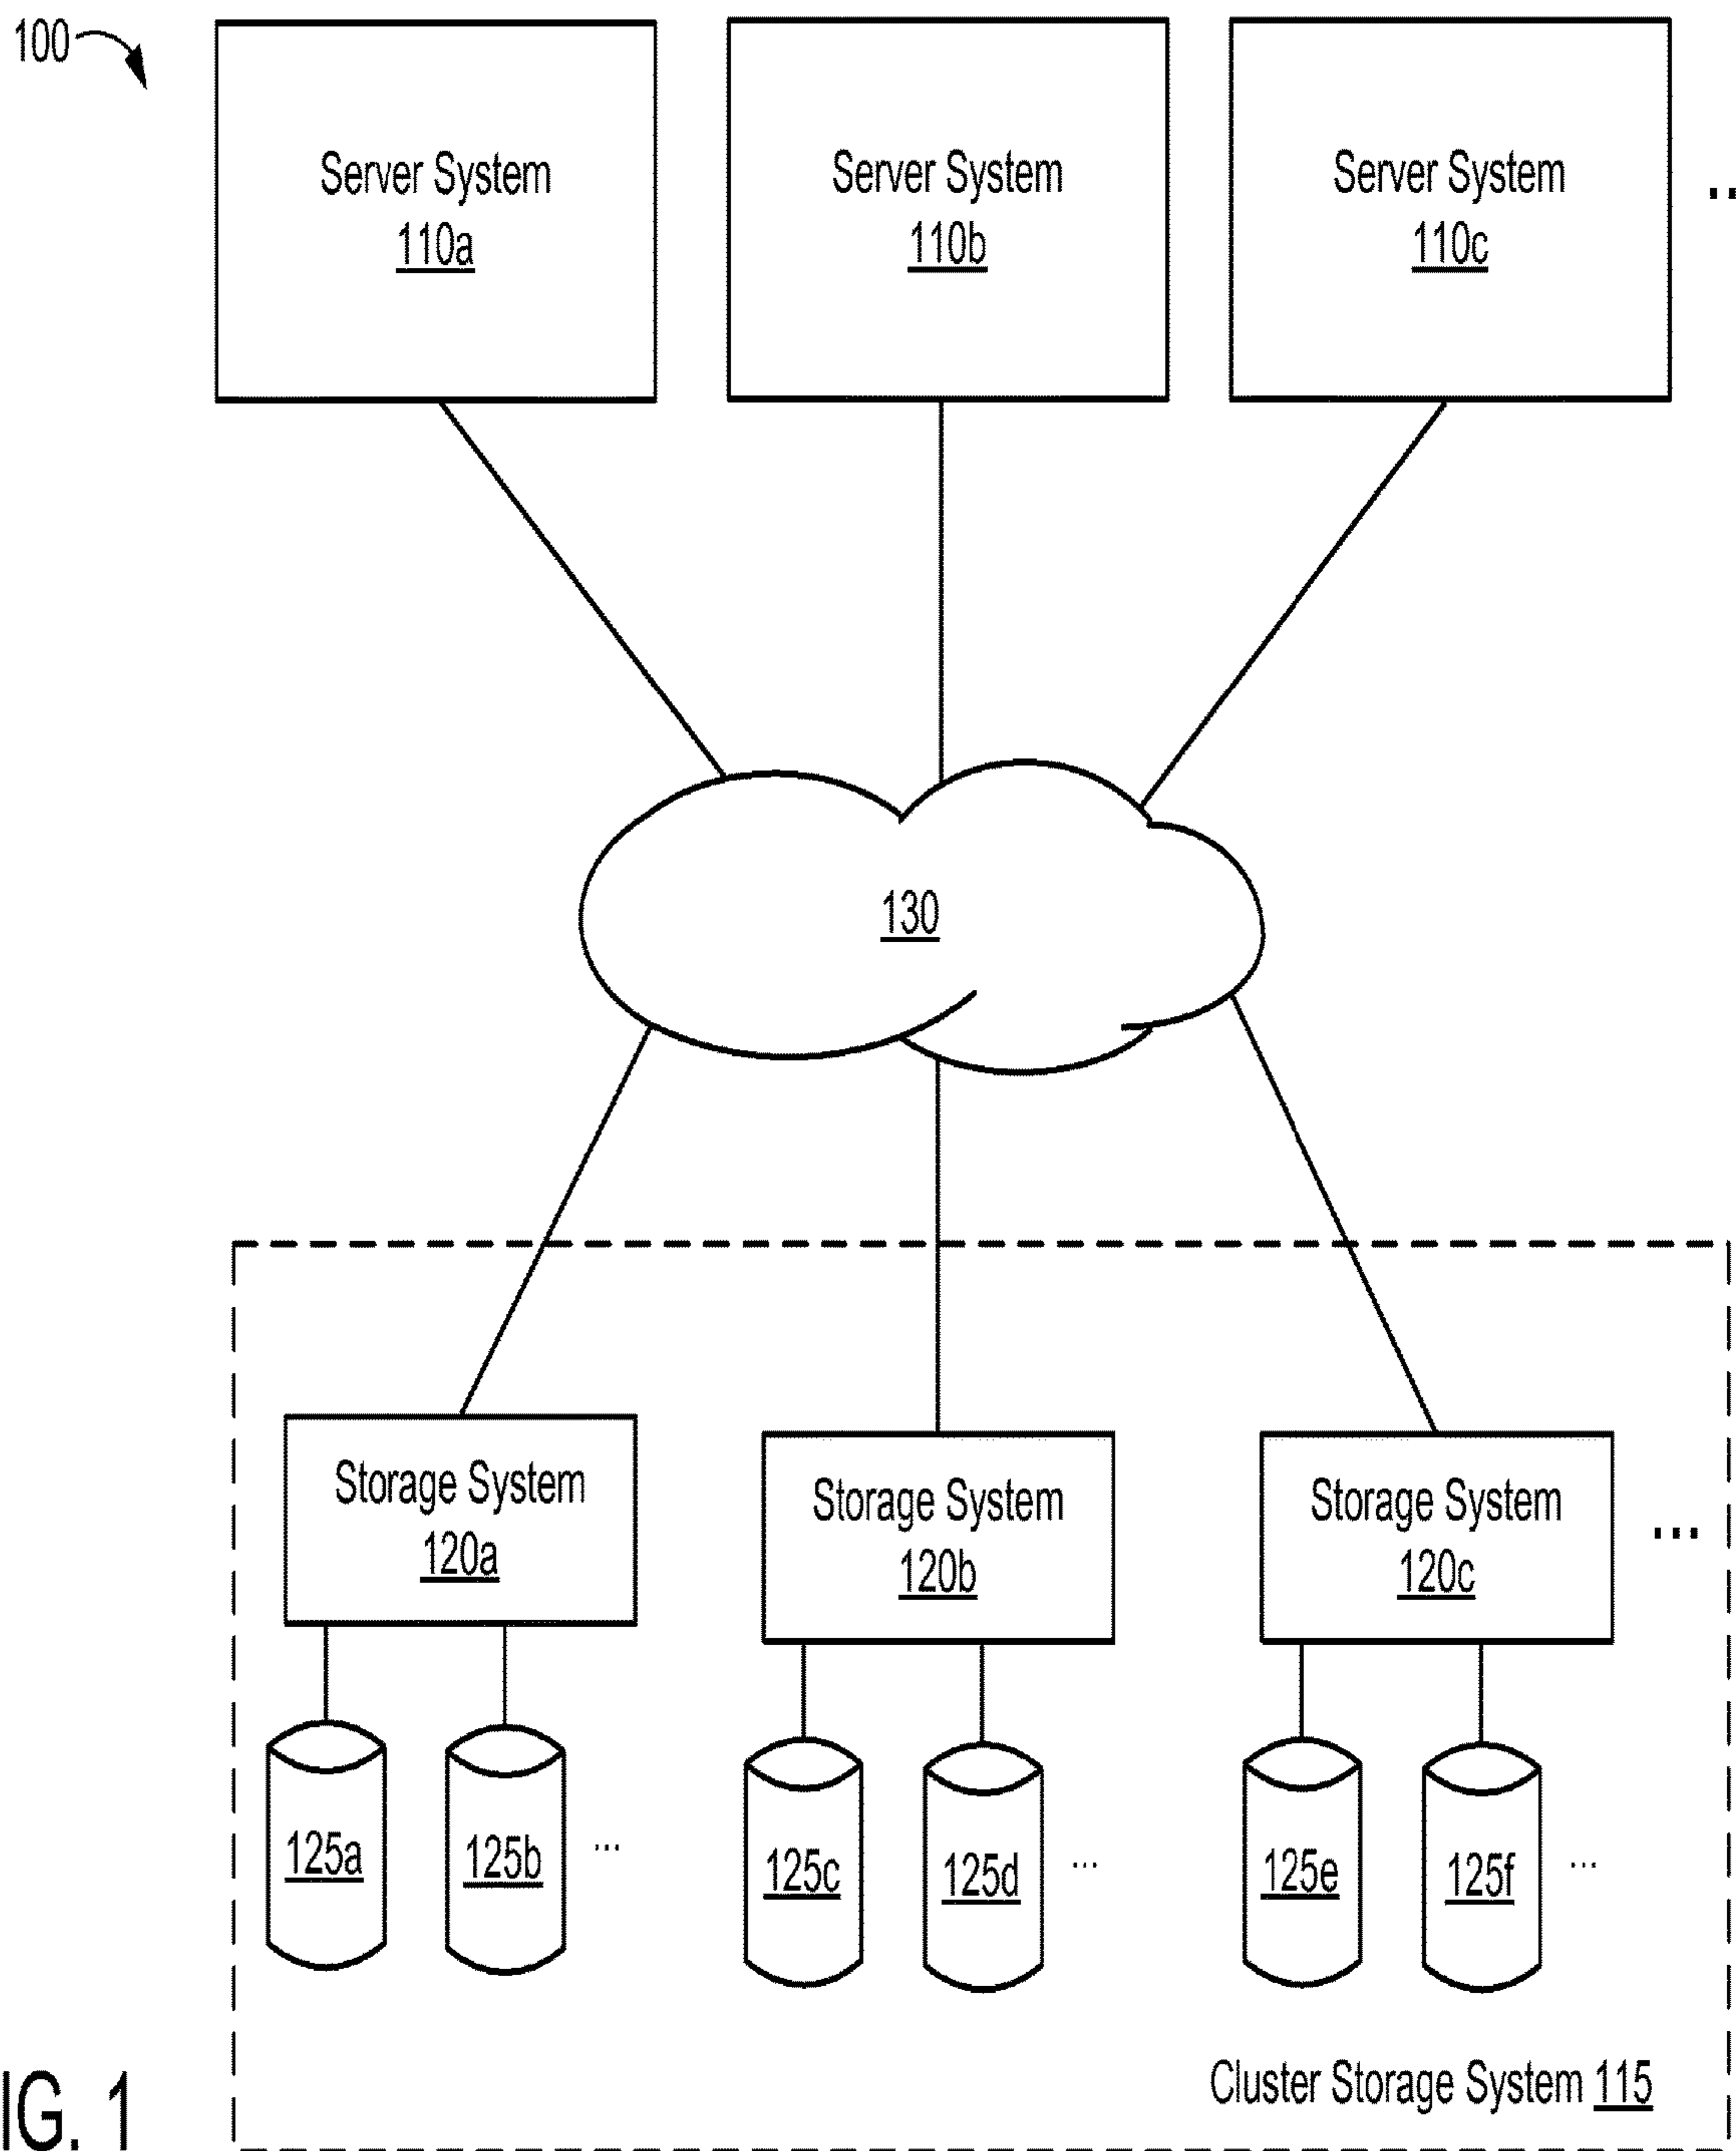 100
Server System
110a
Server System
110b
Server System
110c
..
130
Storage System
120a
Storage System
120b
Storage System
120c
...
125a
125b
...
125c
125d
...
125e
125f
...
Cluster Storage System 115
IG. 1